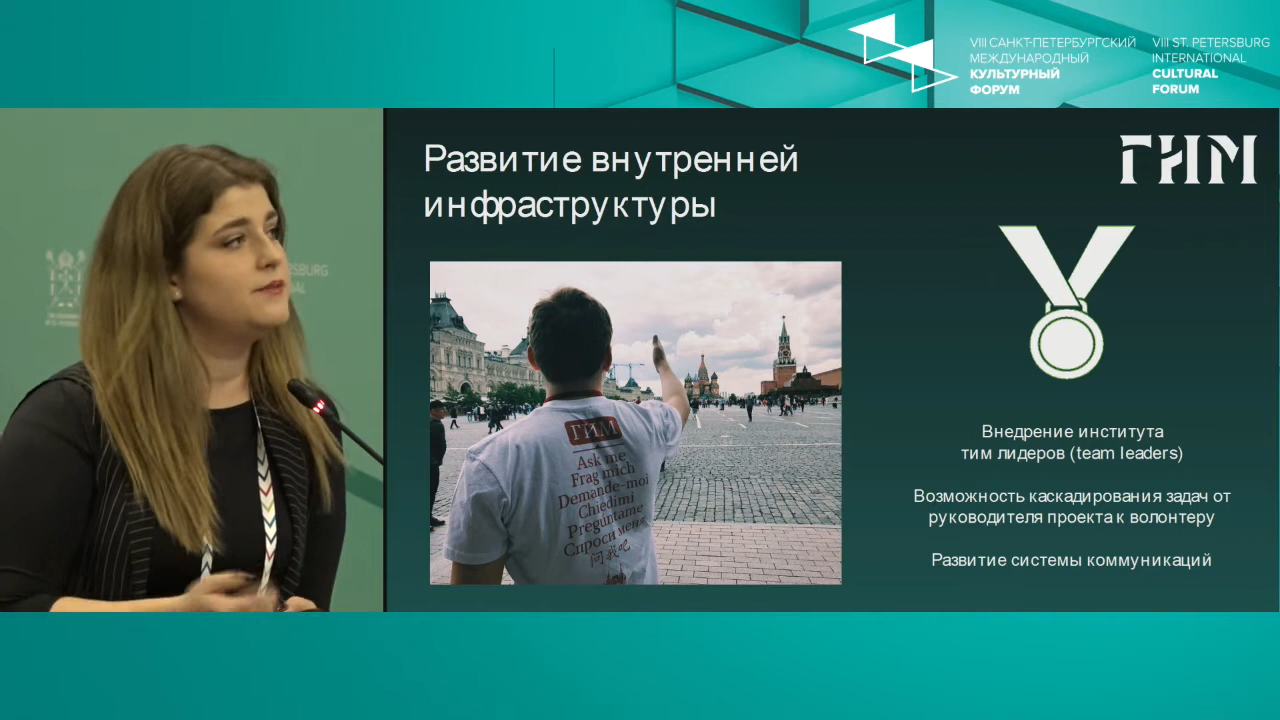 VIII САНКТ-ПЕТЕРБУРГСКИЙ
МЕЖДУНАРОДНЫЙ
КУЛЬТУРНЫЙ
ФОРУМ
VIII ST. PETERSBURG
INTERNATIONAL
CULTURAL
FORUM
Развитие внутренней
инфраструктуры
ГИМ
ГИМ
Ask me
Frag mich
Demande-moi
Chiedimi
Pregúntame
Спроси меня
问我吧
Внедрение института
тим лидеров (team leaders)
Возможность каскадирования задач от
руководителя проекта к волонтеру
Развитие системы коммуникаций